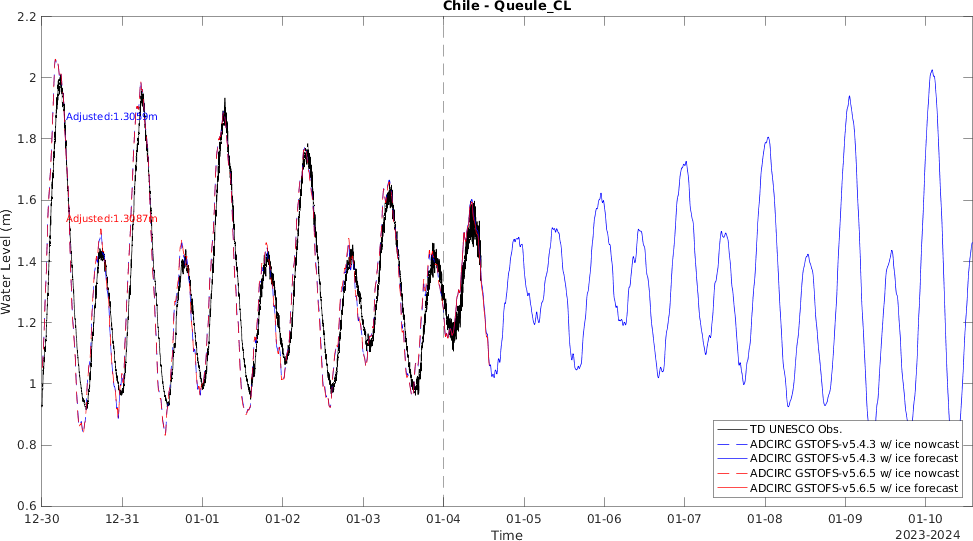 Chile - Queule_CL
2.2
2
1.8
1.6
1.4
1.2
1
0.8
0.6
Water Level (m)
Adjusted:1.3059m
Adjusted:1.3087m
TD UNESCO Obs.
ADCIRC GSTOFS-v5.4.3 w/ ice nowcast
ADCIRC GSTOFS-v5.4.3 w/ ice forecast
ADCIRC GSTOFS-v5.6.5 w/ ice nowcast
ADCIRC GSTOFS-v5.6.5 w/ ice forecast
12-30 12-31 01-01 01-02 01-03 01-04 01-05 01-06 01-07 01-08 01-09 01-10
Time
2023-2024